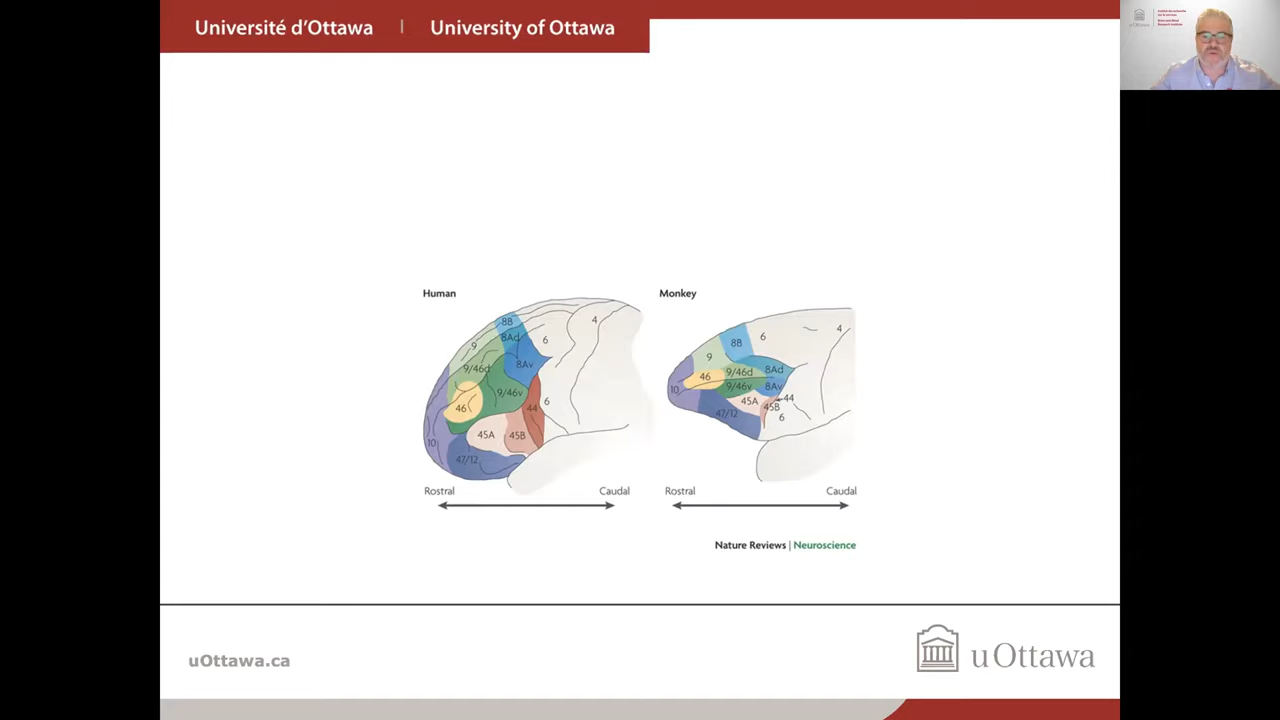 Université d'Ottawa | University of Ottawa
uOttawa
Human
Monkey
8B
8Ad
4
6
9
8Av
9/46d
9/46v
46
44
6
45A
45B
10
47/12
4
6
8B
9
8Ad
9/46d
46
9/46v
8Av
10
44
45A
45B
47/12
6
Rostral
Caudal
Rostral
Caudal
Nature Reviews | Neuroscience
uOttawa.ca
uOttawa